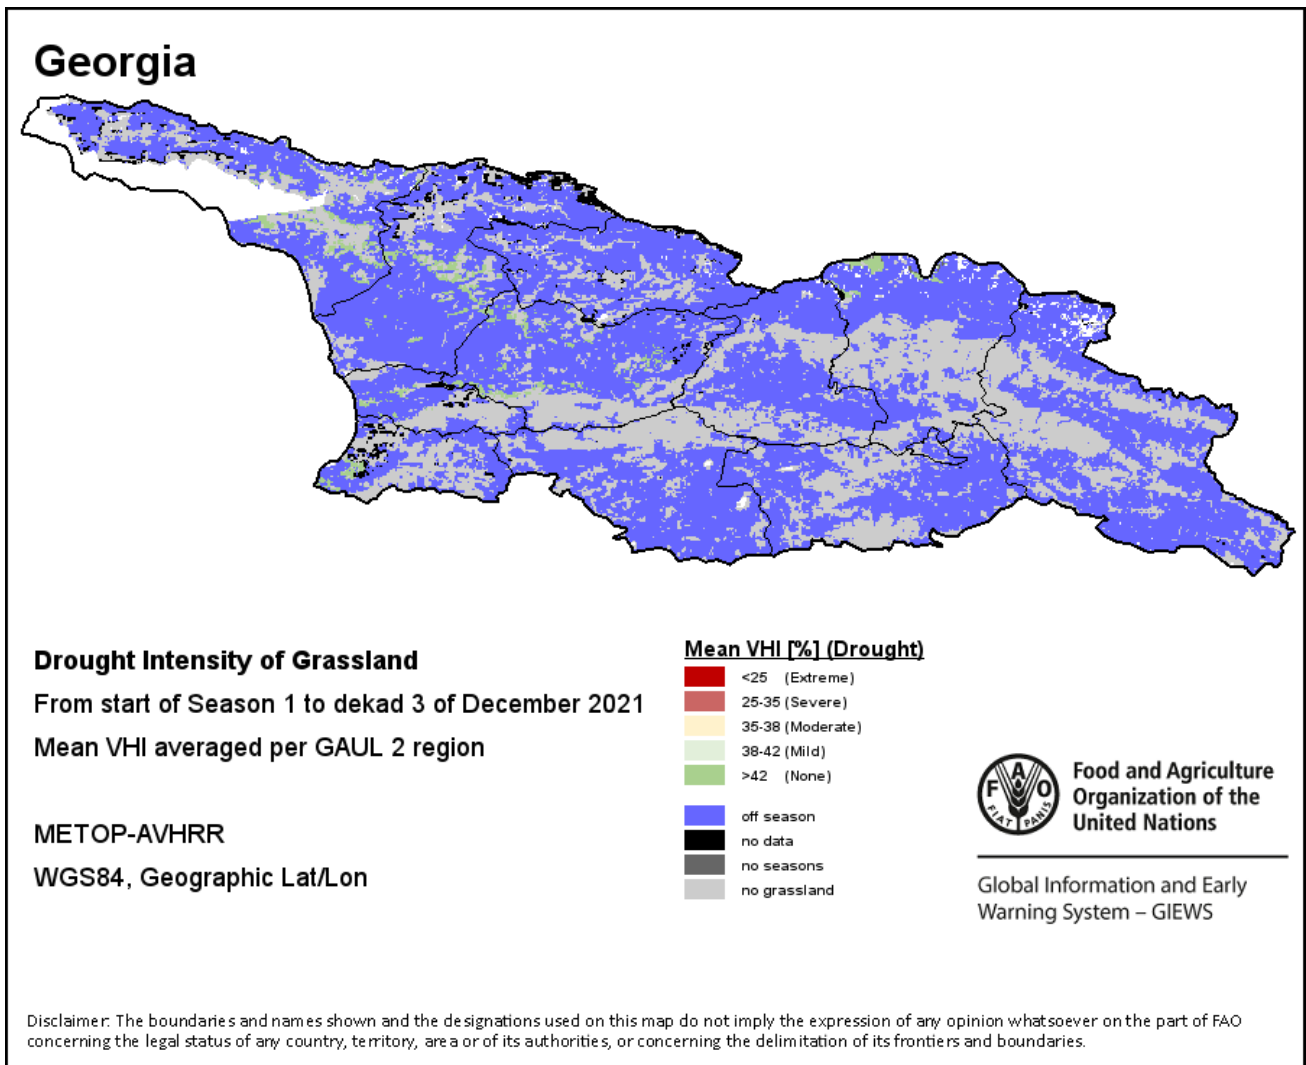 Georgia
Drought Intensity of Grassland
From start of Season 1 to dekad 3 of December 2021
Mean VHI averaged per GAUL 2 region
METOP-AVHRR
WGS84, Geographic Lat/Lon
Mean VHI [%] (Drought)
<25 (Extreme)
25-35 (Severe)
35-38 (Moderate)
38-42 (Mild)
>42 (None)
off season
no data
no seasons
no grassland
F A O
FIAT PANIS
Food and Agriculture
Organization of the
United Nations
Global Information and Early
Warning System – GIEWS
Disclaimer: The boundaries and names shown and the designations used on this map do not imply the expression of any opinion whatsoever on the part of FAO
concerning the legal status of any country, territory, area or of its authorities, or concerning the delimitation of its frontiers and boundaries.